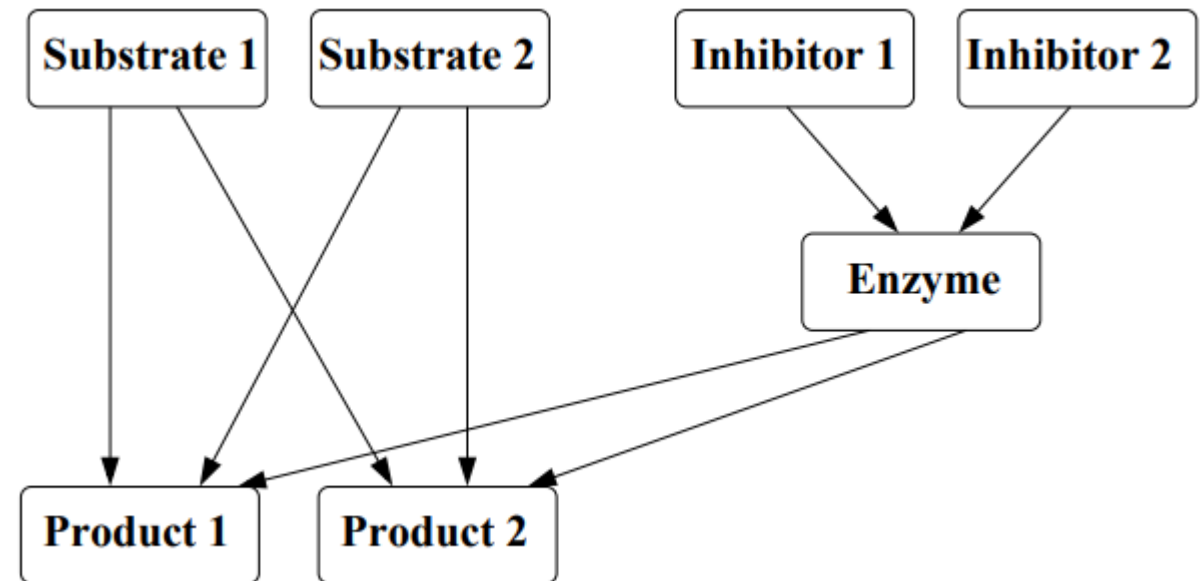 Substrate 1
Substrate 2
Inhibitor 1
Inhibitor 2
Enzyme
Product 1
Product 2